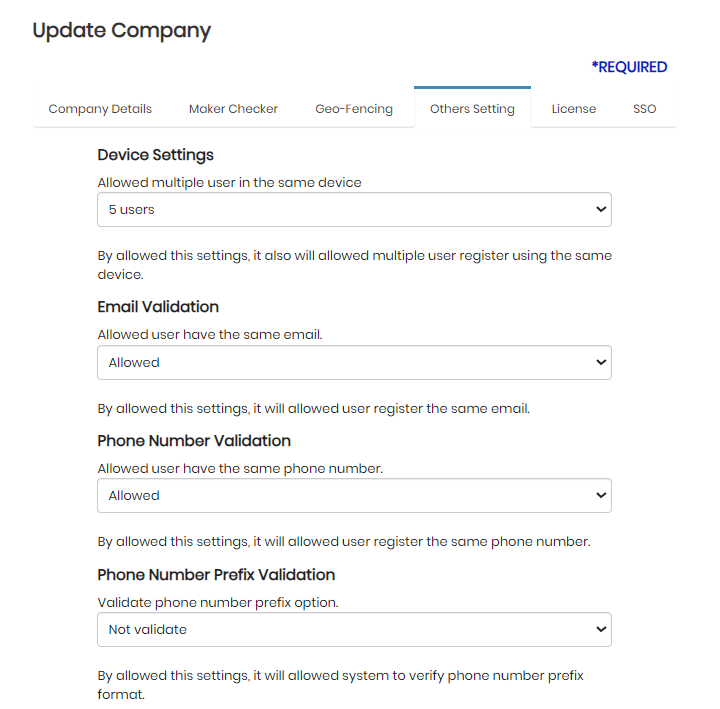 Update Company
*REQUIRED
Company Details Maker Checker Geo-Fencing Others Setting License SSO
Device Settings
Allowed multiple user in the same device
5 users
By allowed this settings, it also will allowed multiple user register using the same
device.
Email Validation
Allowed user have the same email.
Allowed
By allowed this settings, it will allowed user register the same email.
Phone Number Validation
Allowed user have the same phone number.
Allowed
By allowed this settings, it will allowed user register the same phone number.
Phone Number Prefix Validation
Validate phone number prefix option.
Not validate
By allowed this settings, it will allowed system to verify phone number prefix
format.